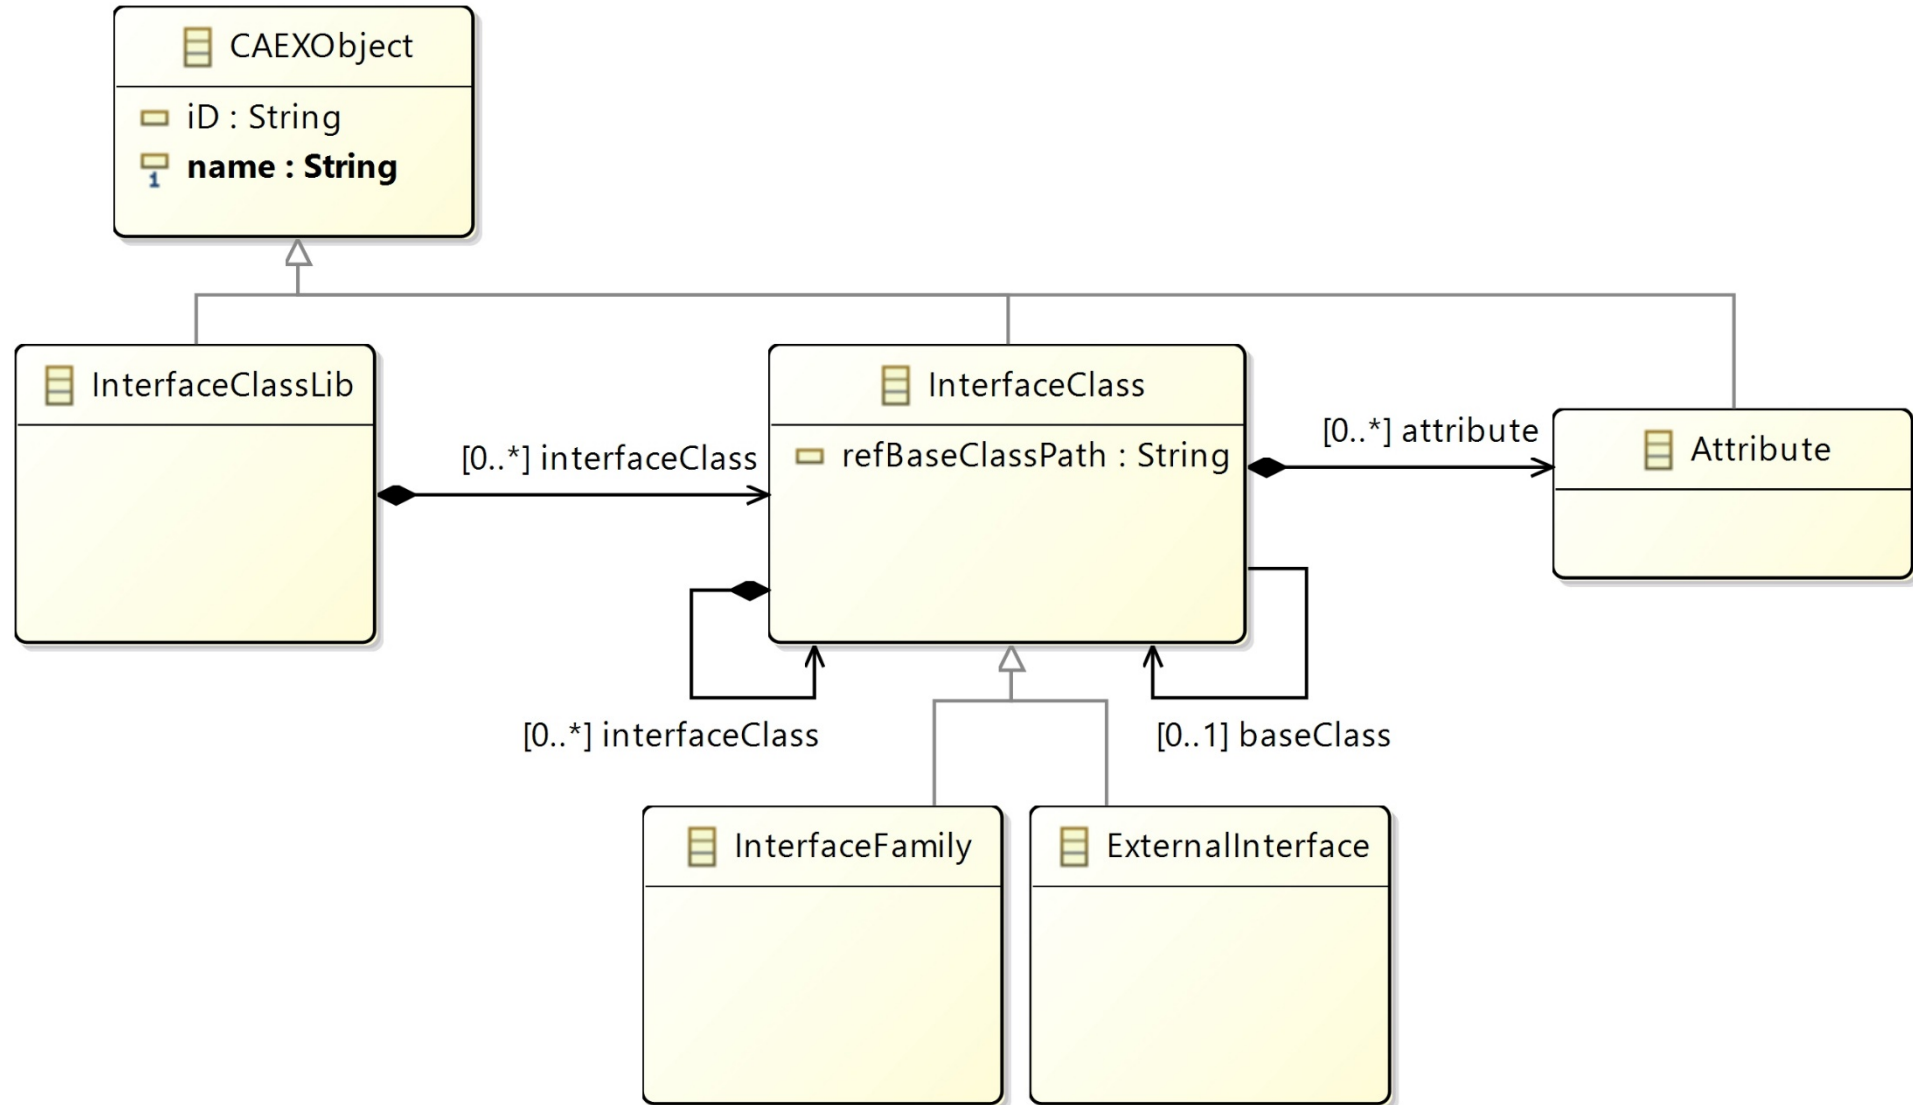 CAEXObject
iD : String
1 name : String
InterfaceClassLib
InterfaceClass
[0..*] interfaceClass
refBaseClassPath : String
[0..*] attribute
Attribute
[0..*] interfaceClass
[0..1] baseClass
InterfaceFamily
ExternalInterface